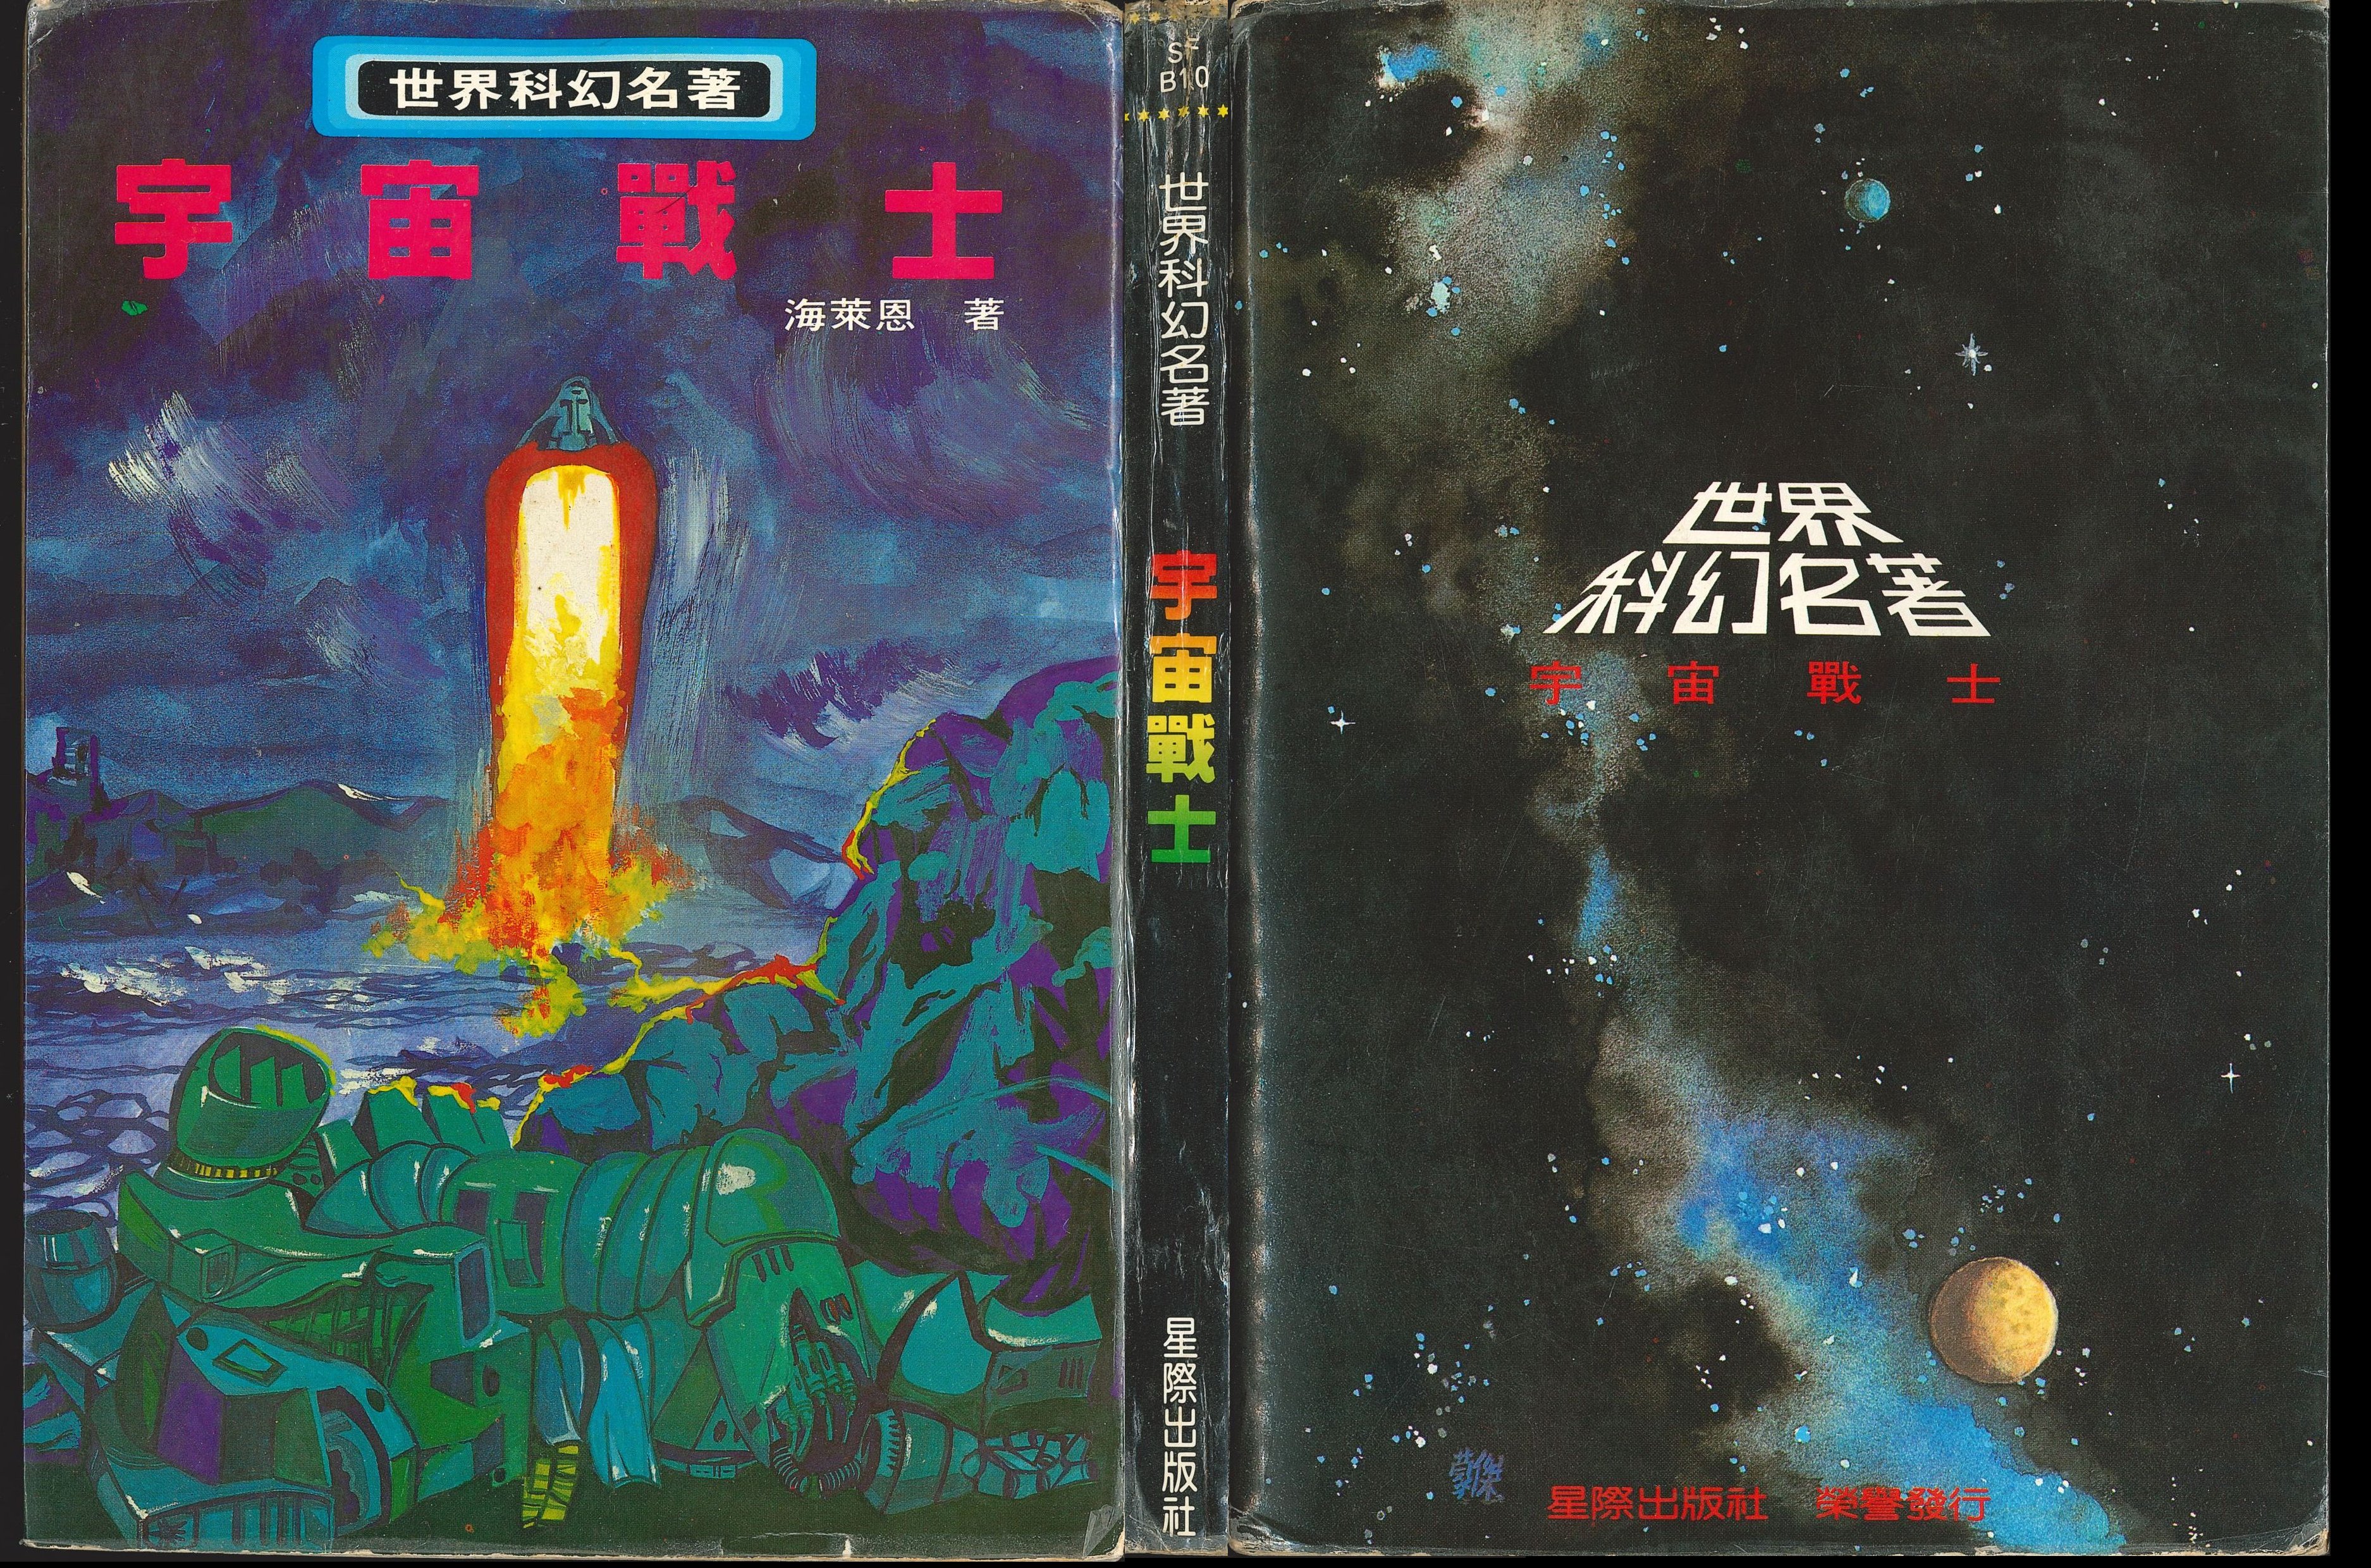 世界科幻名著
宇宙戰士
海萊恩 著
SF
B10
世界科幻名著
宇宙戰士
星際出版社
世界
科幻名著
宇宙戰士
星際出版社 榮譽發行